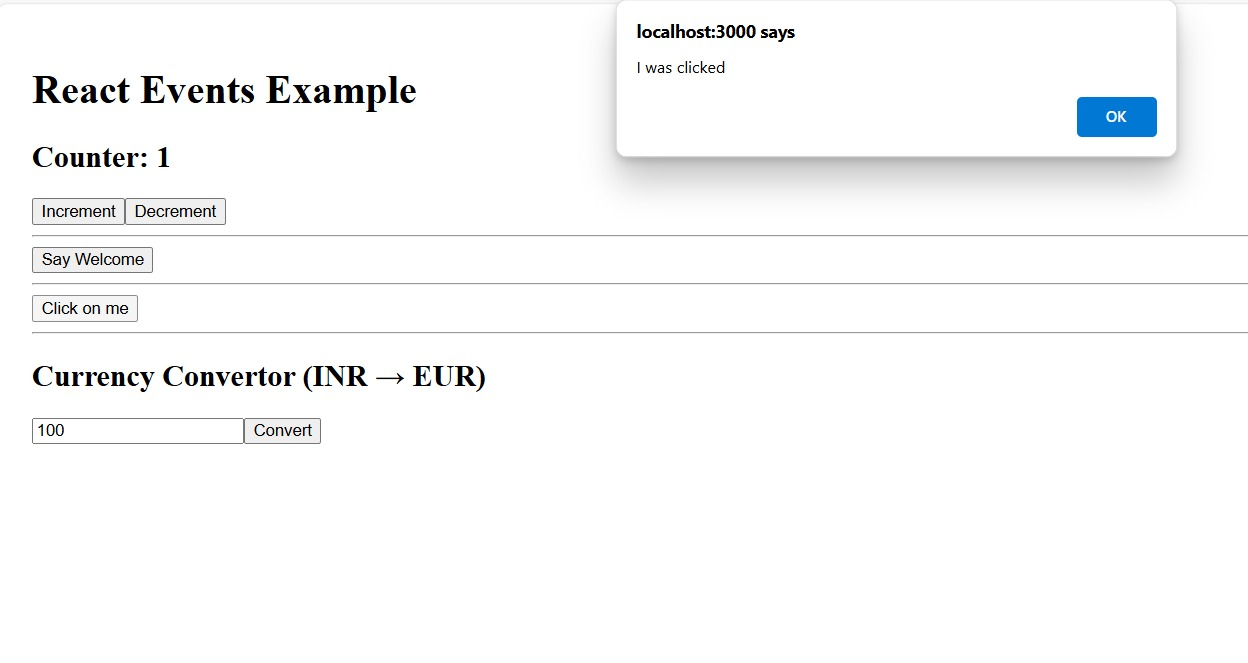 localhost:3000 says
I was clicked
OK
React Events Example
Counter: 1
Increment Decrement
Say Welcome
Click on me
Currency Convertor (INR → EUR)
100 Convert